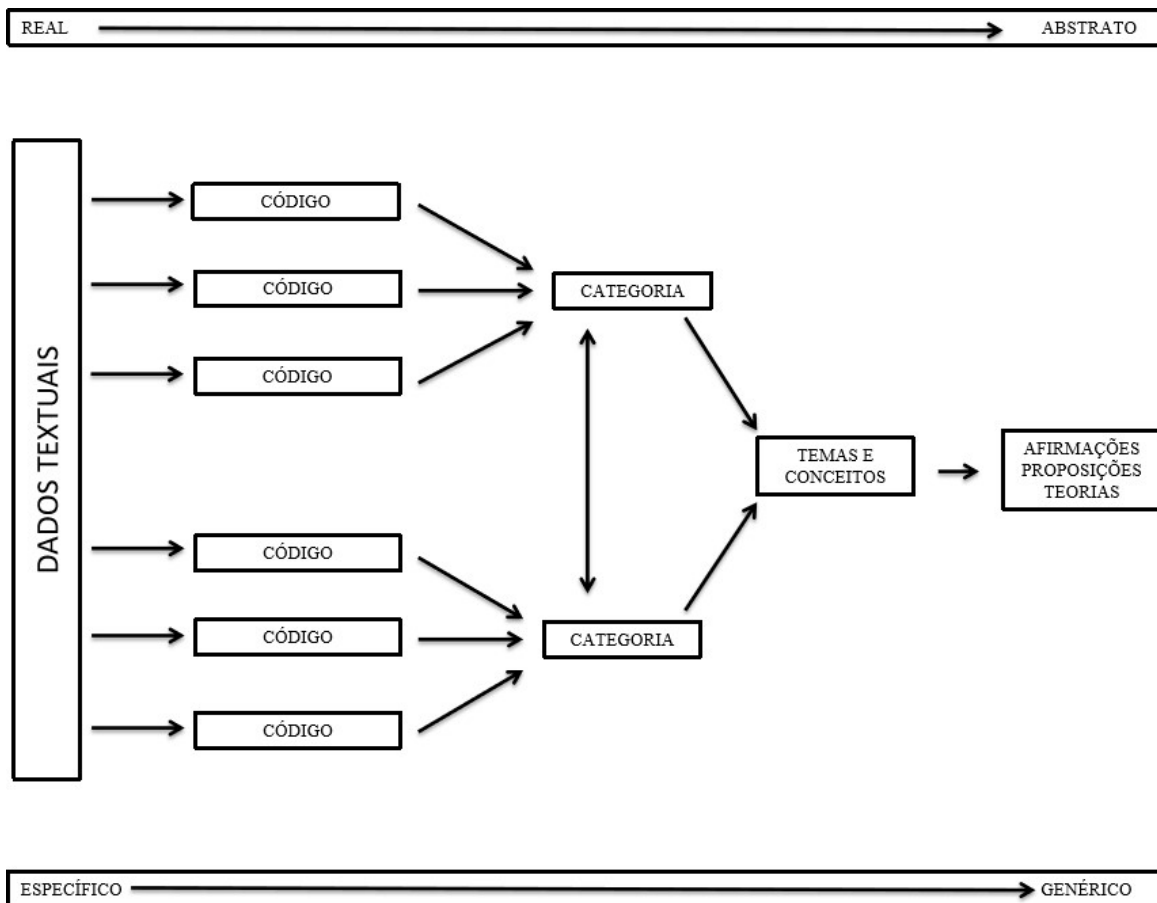 REAL
ABSTRATO
DADOS TEXTUAIS
CÓDIGO
CÓDIGO
CÓDIGO
CATEGORIA
CÓDIGO
CÓDIGO
CÓDIGO
CATEGORIA
TEMAS E
CONCEITOS
AFIRMAÇÕES
PROPOSIÇÕES
TEORIAS
ESPECÍFICO
GENÉRICO